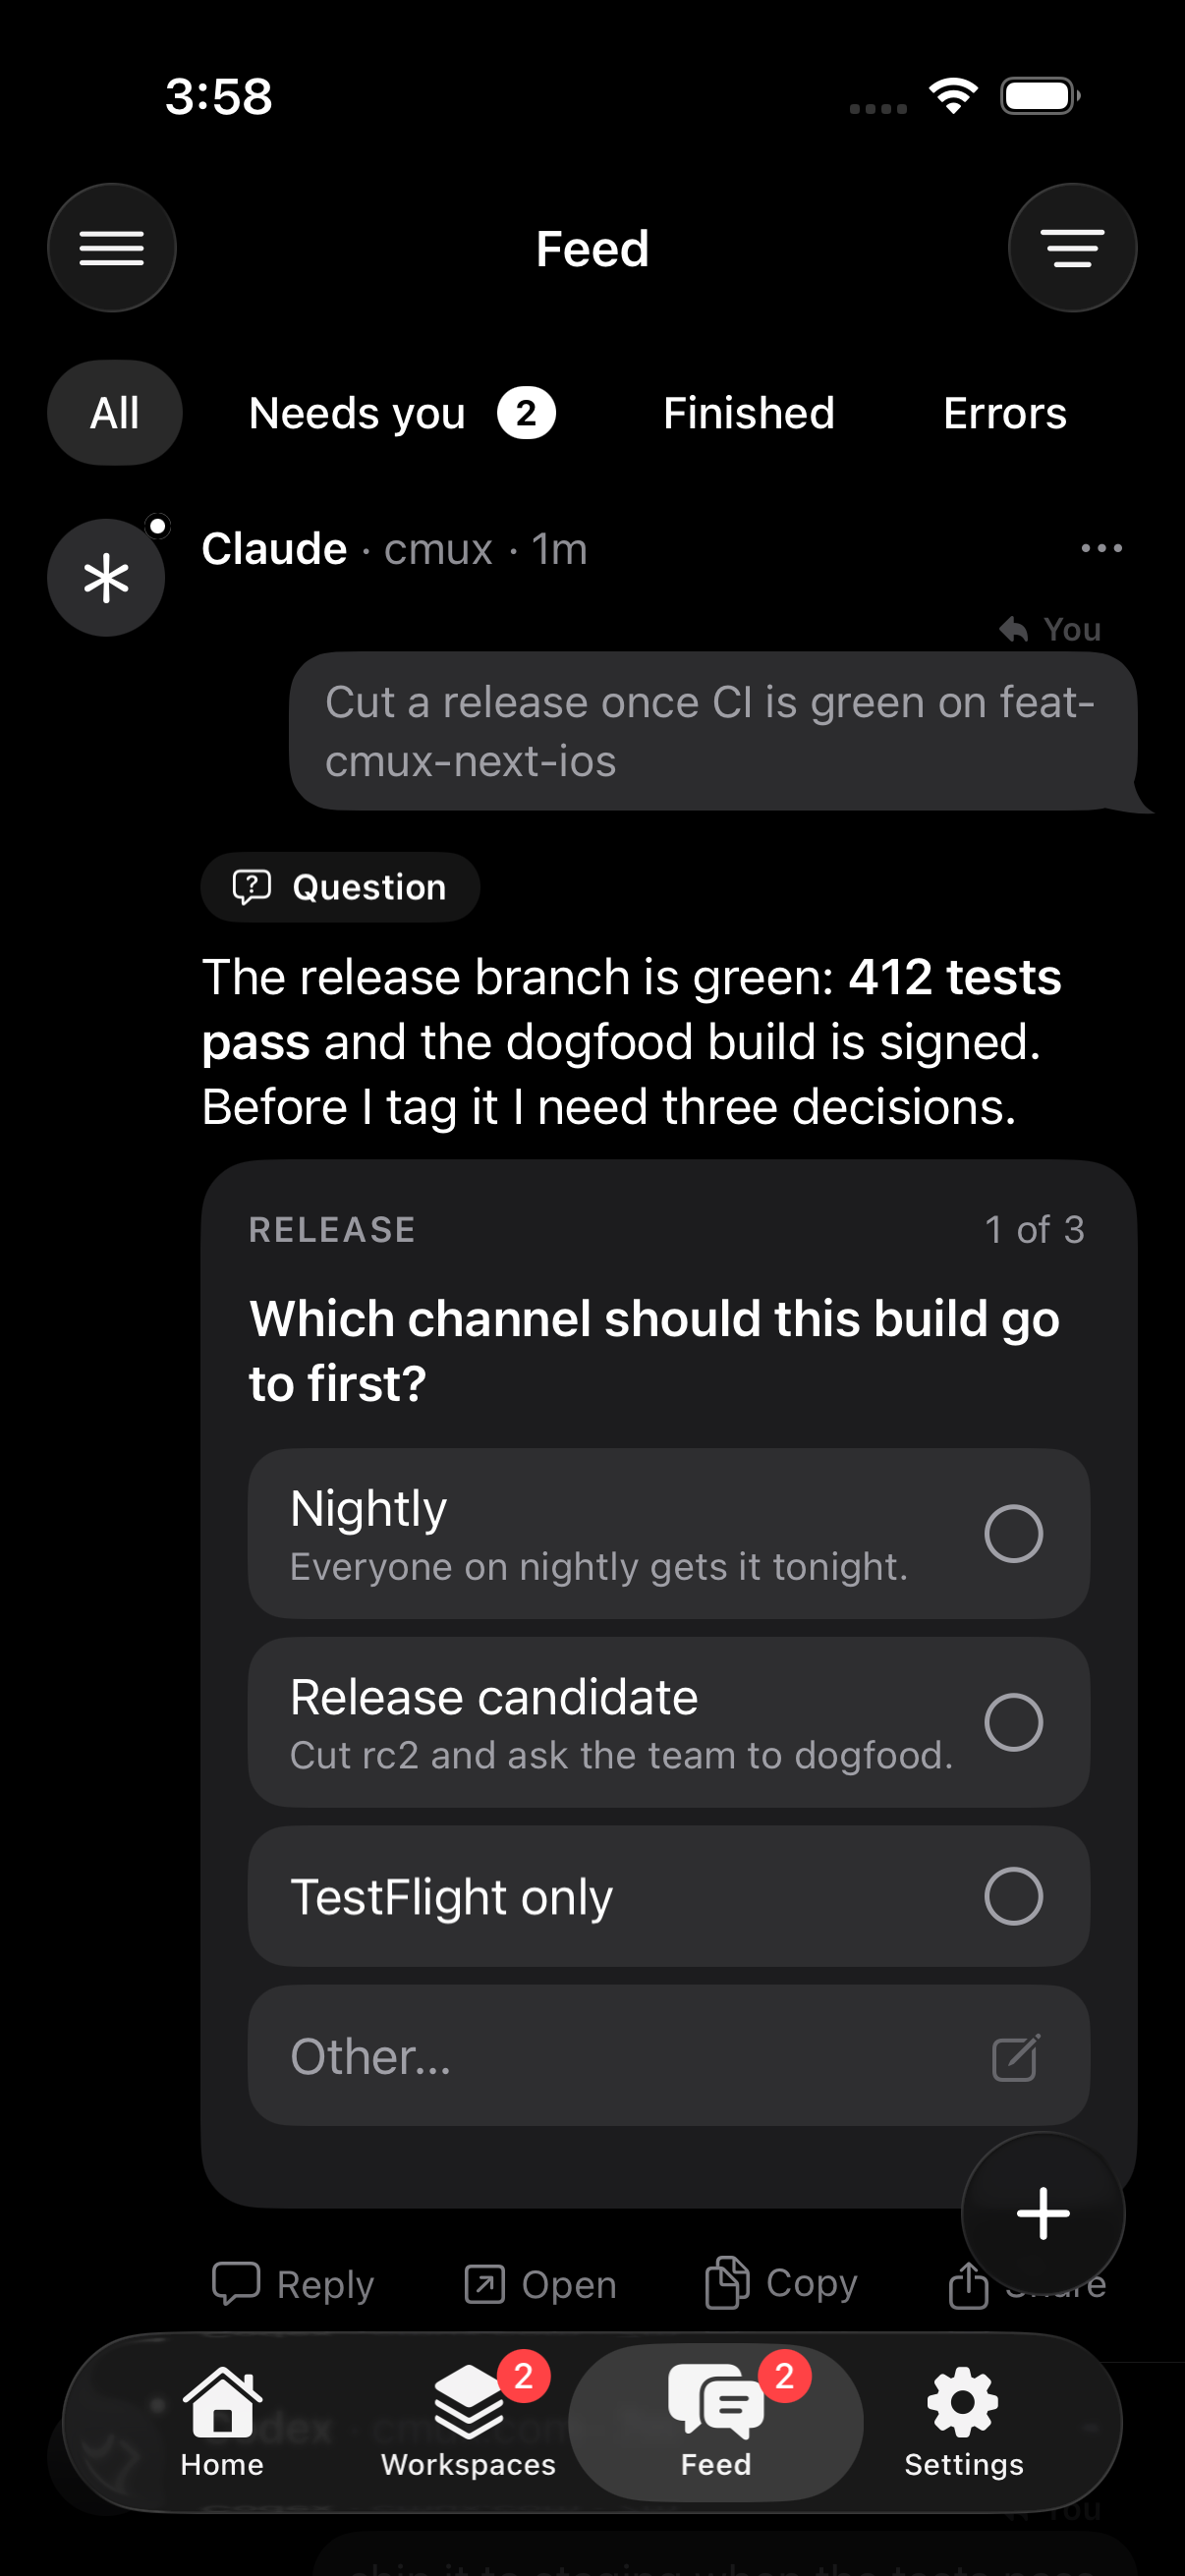 3:58
Feed
All
Needs you 2
Finished
Errors
Claude · cmux · 1m
You
Cut a release once CI is green on feat-
cmux-next-ios
Question
The release branch is green: 412 tests
pass and the dogfood build is signed.
Before I tag it I need three decisions.
RELEASE
1 of 3
Which channel should this build go
to first?
Nightly
Everyone on nightly gets it tonight.
Release candidate
Cut rc2 and ask the team to dogfood.
TestFlight only
Other...
Reply
Open
Copy
Share
2
2
Home
Workspaces
Feed
Settings
You